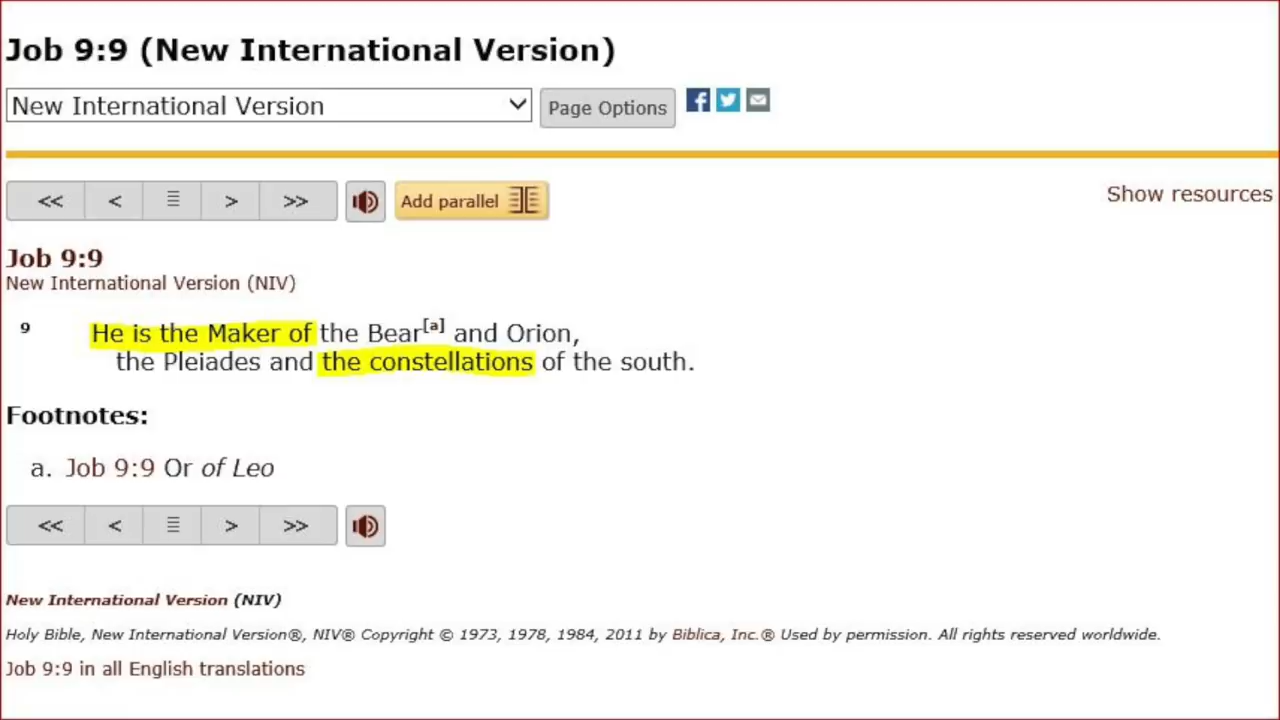 Job 9:9 (New International Version)
New International Version
Page Options
<< < ☰ > >>
Add parallel
Show resources
Job 9:9
New International Version (NIV)
9 He is the Maker of the Bear[a] and Orion,
the Pleiades and the constellations of the south.
Footnotes:
a. Job 9:9 Or of Leo
<< < ☰ > >>
New International Version (NIV)
Holy Bible, New International Version®, NIV® Copyright © 1973, 1978, 1984, 2011 by Biblica, Inc.® Used by permission. All rights reserved worldwide.
Job 9:9 in all English translations